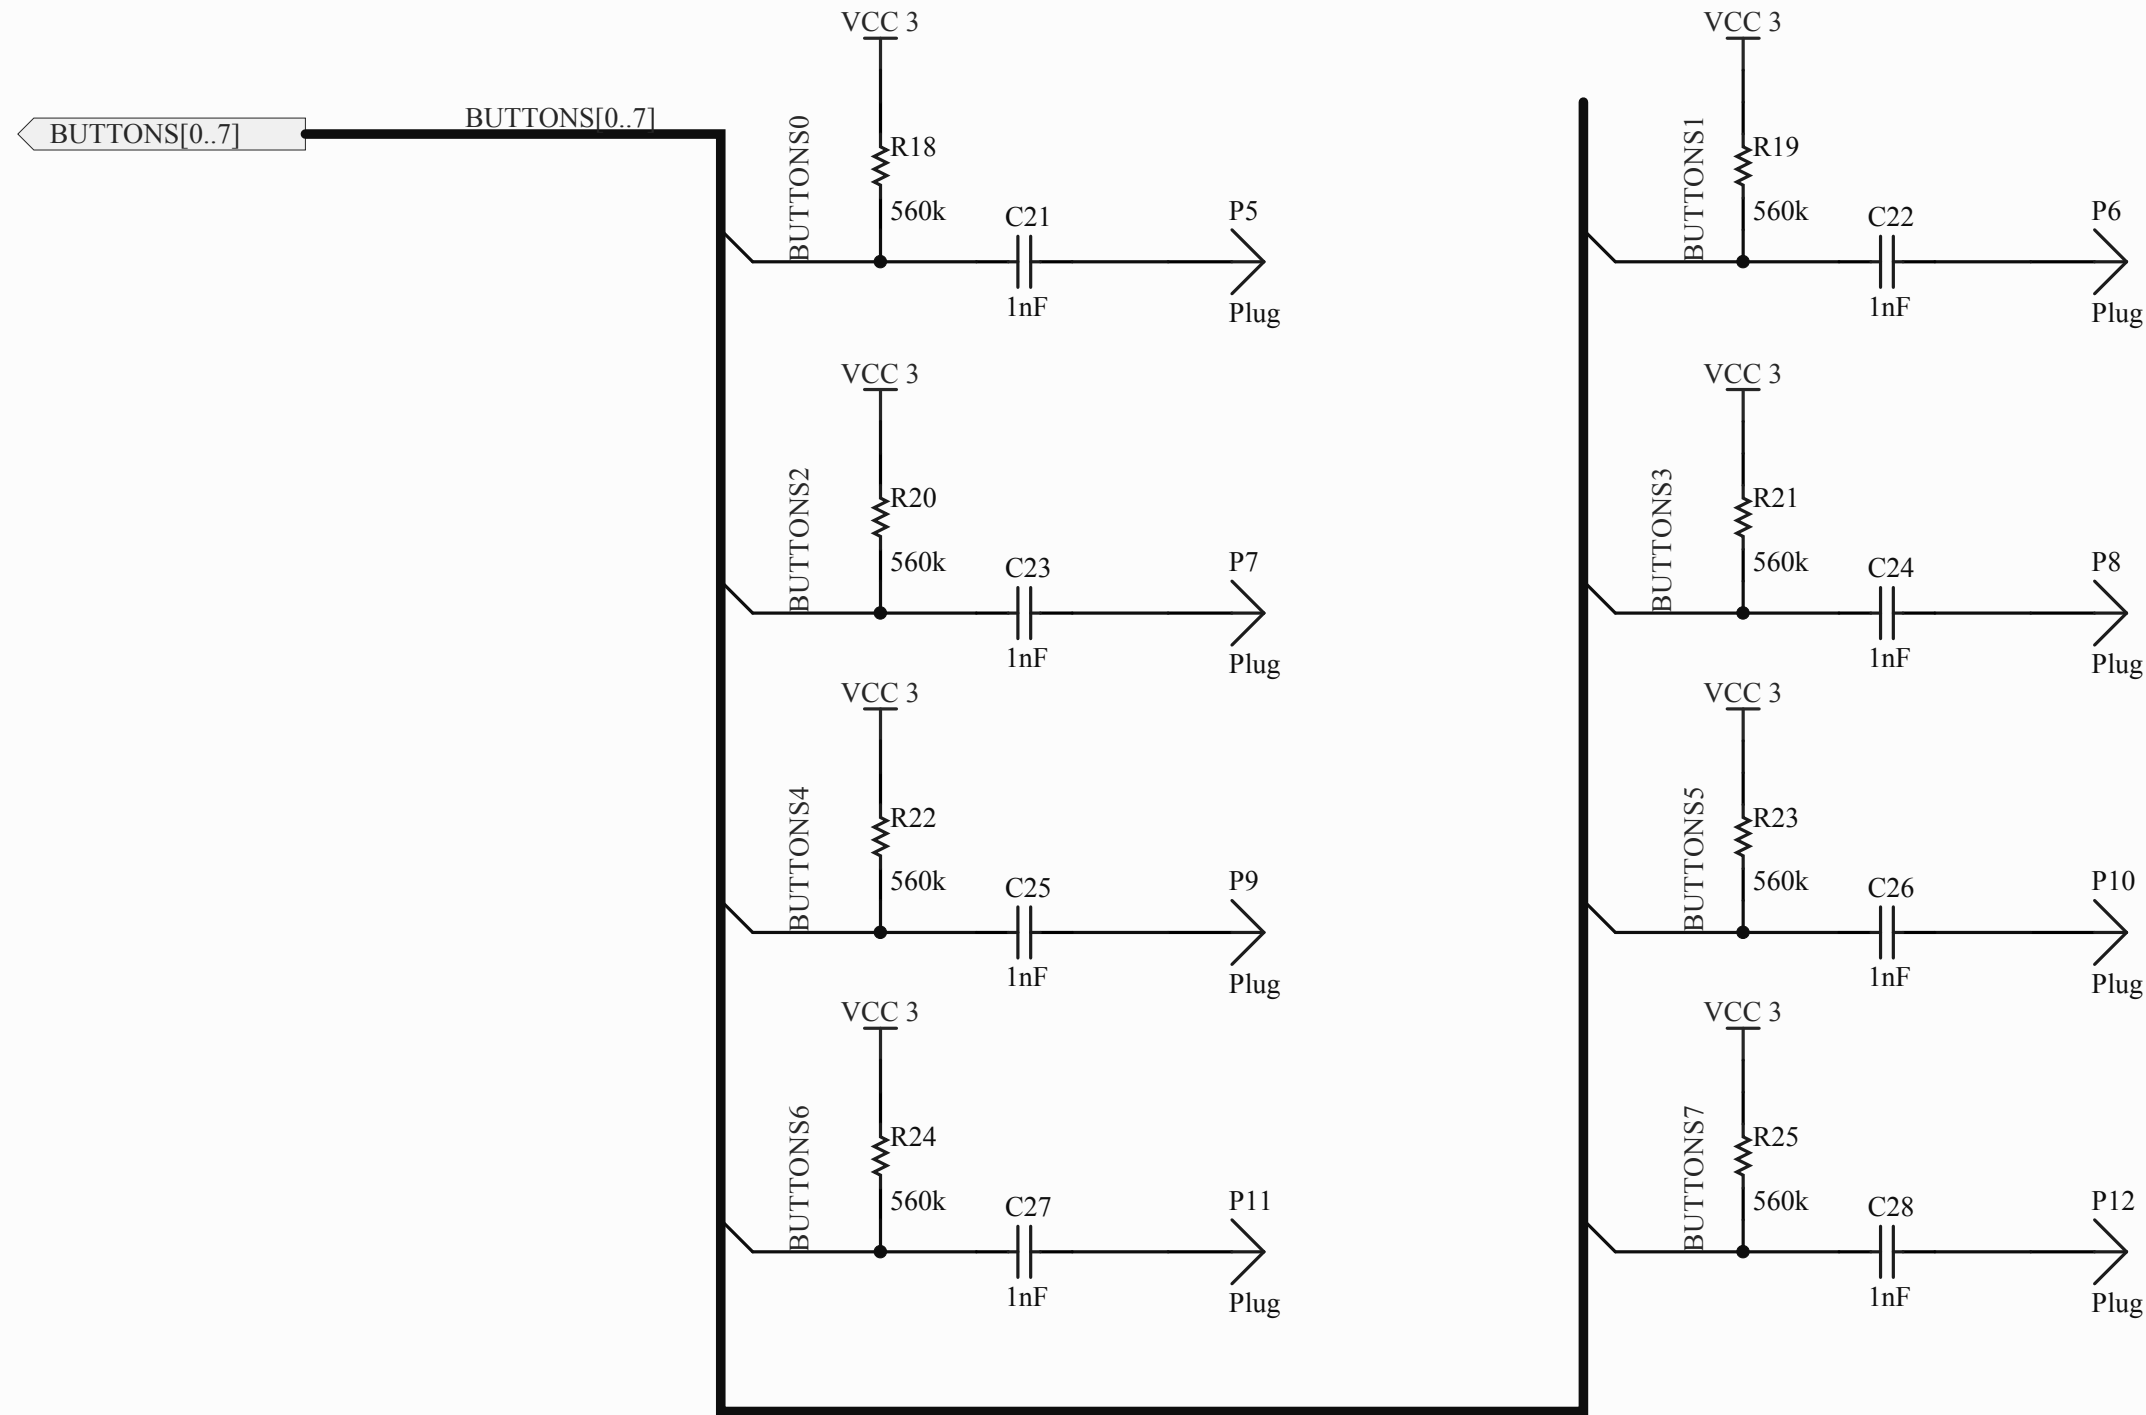 VCC 3
VCC 3
BUTTONS[0..7]
BUTTONS[0..7]
BUTTONS0
R18
560k
C21
1nF
P5
Plug
BUTTONS1
R19
560k
C22
1nF
P6
Plug
VCC 3
VCC 3
BUTTONS2
R20
560k
C23
1nF
P7
Plug
BUTTONS3
R21
560k
C24
1nF
P8
Plug
VCC 3
VCC 3
BUTTONS4
R22
560k
C25
1nF
P9
Plug
BUTTONS5
R23
560k
C26
1nF
P10
Plug
VCC 3
VCC 3
BUTTONS6
R24
560k
C27
1nF
P11
Plug
BUTTONS7
R25
560k
C28
1nF
P12
Plug